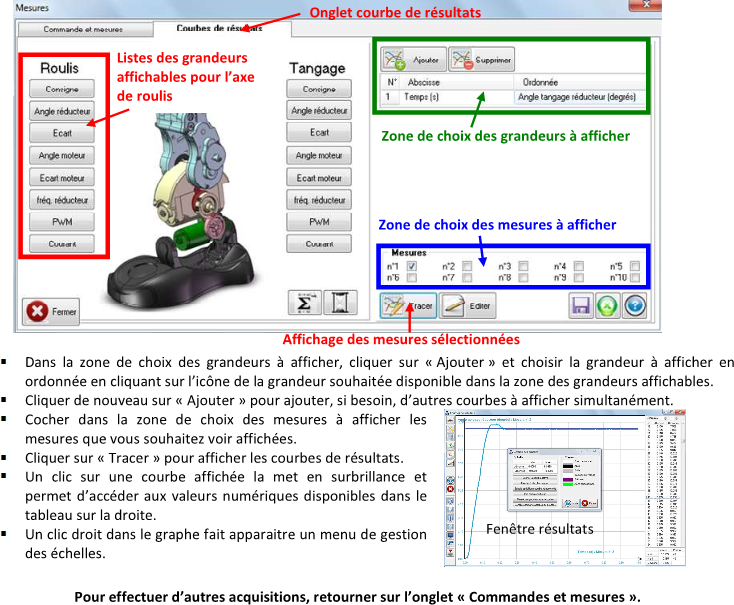 Mesures
Onglet courbe de résultats
Commande et mesures
Courbes de résultats
Listes des grandeurs
affichables pour l'axe
de roulis
Roulis
Consigne
Angle réducteur
Ecart
Angle moteur
Ecart moteur
fréq. réducteur
PWM
Courant
Tangage
Consigne
Angle réducteur
Ecart
Angle moteur
Ecart moteur
fréq. réducteur
PWM
Courant
Ajouter
Supprimer
N° Abscisse Ordonnée
1 Temps (s) Angle tangage réducteur (degrés)
Zone de choix des grandeurs à afficher
Zone de choix des mesures à afficher
Mesures
n°1 n°2 n°3 n°4 n°5
n°6 n°7 n°8 n°9 n°10
Fermer
Tracer
Editer
Affichage des mesures sélectionnées
▪ Dans la zone de choix des grandeurs à afficher, cliquer sur « Ajouter » et choisir la grandeur à afficher en
ordonnée en cliquant sur l'icône de la grandeur souhaitée disponible dans la zone des grandeurs affichables.
▪ Cliquer de nouveau sur « Ajouter » pour ajouter, si besoin, d'autres courbes à afficher simultanément.
▪ Cocher dans la zone de choix des mesures à afficher les
mesures que vous souhaitez voir affichées.
▪ Cliquer sur « Tracer » pour afficher les courbes de résultats.
▪ Un clic sur une courbe affichée la met en surbrillance et
permet d'accéder aux valeurs numériques disponibles dans le
tableau sur la droite.
▪ Un clic droit dans le graphe fait apparaitre un menu de gestion
des échelles.
Fenêtre résultats
Pour effectuer d'autres acquisitions, retourner sur l'onglet « Commandes et mesures ».